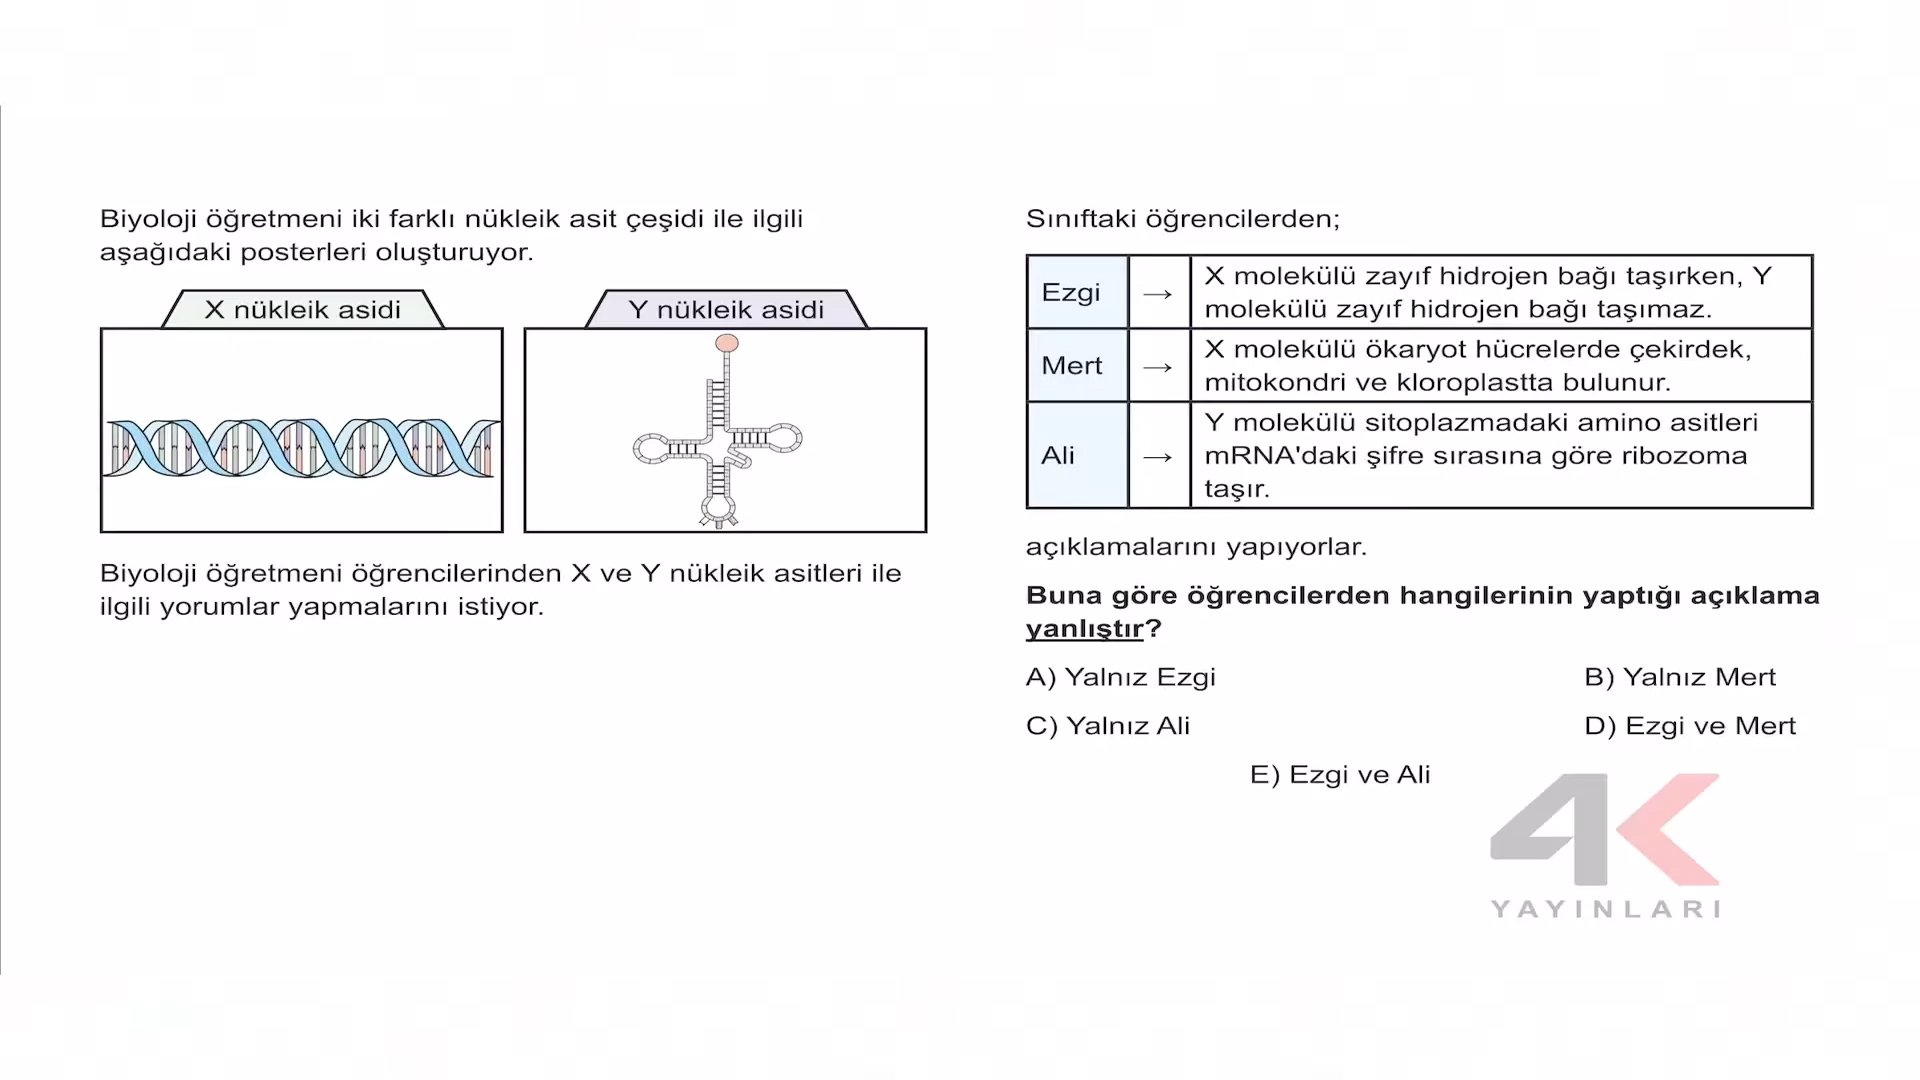 Biyoloji öğretmeni iki farklı nükleik asit çeşidi ile ilgili
aşağıdaki posterleri oluşturuyor.
X nükleik asidi
Y nükleik asidi
Biyoloji öğretmeni öğrencilerinden X ve Y nükleik asitleri ile
ilgili yorumlar yapmalarını istiyor.
Sınıftaki öğrencilerden;
Ezgi → X molekülü zayıf hidrojen bağı taşırken, Y
molekülü zayıf hidrojen bağı taşımaz.
Mert → X molekülü ökaryot hücrelerde çekirdek,
mitokondri ve kloroplastta bulunur.
Ali → Y molekülü sitoplazmadaki amino asitleri
mRNA'daki şifre sırasına göre ribozoma
taşır.
açıklamalarını yapıyorlar.
Buna göre öğrencilerden hangilerinin yaptığı açıklama
yanlıştır?
A) Yalnız Ezgi
B) Yalnız Mert
C) Yalnız Ali
D) Ezgi ve Mert
E) Ezgi ve Ali
4K
YAYINLARI